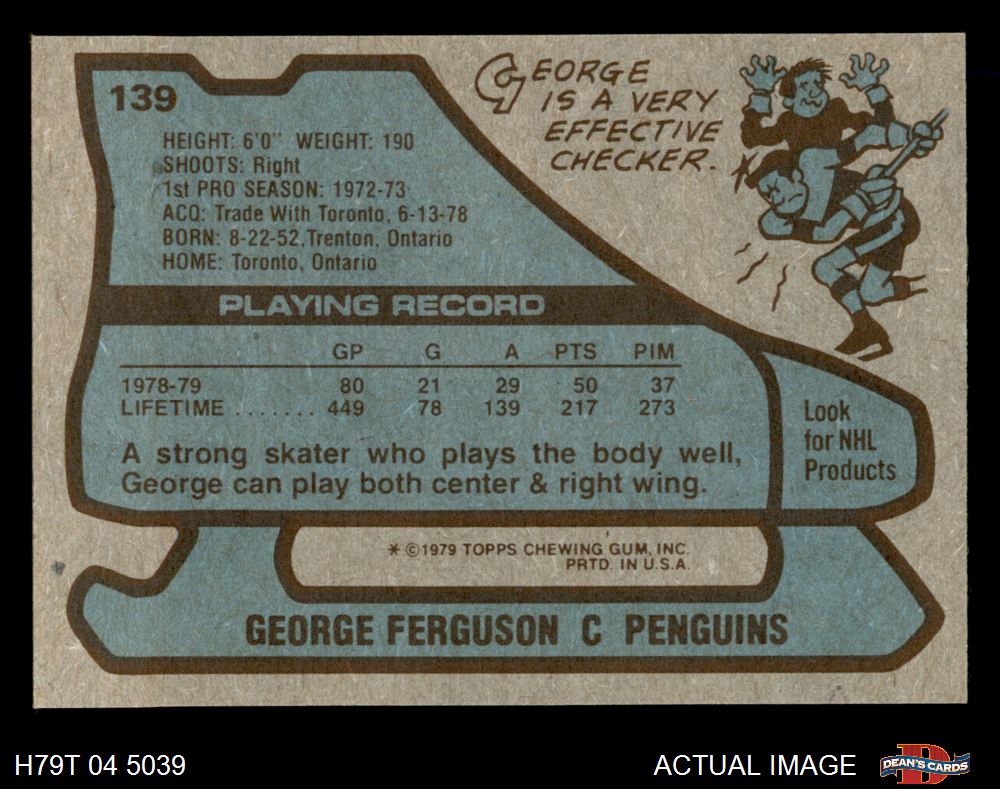 139
HEIGHT: 6'0" WEIGHT: 190
SHOOTS: Right
1st PRO SEASON: 1972-73
ACQ: Trade With Toronto, 6-13-78
BORN: 8-22-52, Trenton, Ontario
HOME: Toronto, Ontario
GEORGE
IS A VERY
EFFECTIVE
CHECKER.
PLAYING RECORD
GP G A PTS PIM
1978-79 80 21 29 50 37
LIFETIME ....... 449 78 139 217 273
A strong skater who plays the body well,
George can play both center & right wing.
Look
for NHL
Products
* ©1979 TOPPS CHEWING GUM, INC.
PRTD. IN U.S.A.
GEORGE FERGUSON C PENGUINS
H79T 04 5039
ACTUAL IMAGE
DEAN'S CARDS